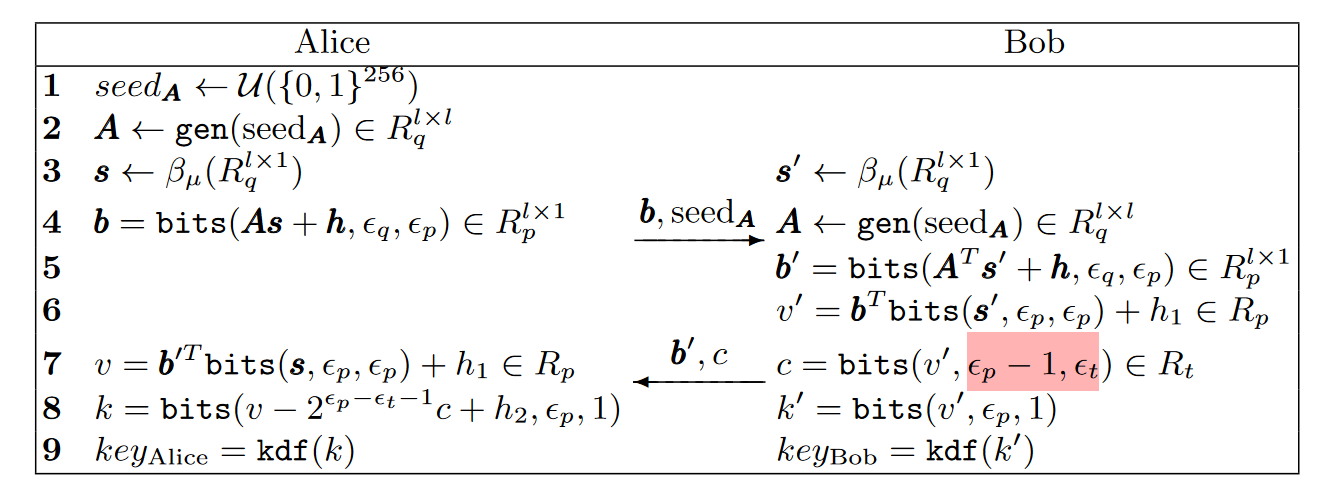 Alice Bob
1 seed_A ← 𝒰({0, 1}^256)
2 A ← gen(seed_A) ∈ R_q^{l×l}
3 s ← β_μ(R_q^{l×1}) s′ ← β_μ(R_q^{l×1})
4 b = bits(As + h, ϵ_q, ϵ_p) ∈ R_p^{l×1} b, seed_A A ← gen(seed_A) ∈ R_q^{l×l}
5 b′ = bits(A^T s′ + h, ϵ_q, ϵ_p) ∈ R_p^{l×1}
6 v′ = b^T bits(s′, ϵ_p, ϵ_p) + h_1 ∈ R_p
7 v = b′^T bits(s, ϵ_p, ϵ_p) + h_1 ∈ R_p b′, c c = bits(v′, ϵ_p − 1, ϵ_t) ∈ R_t
8 k = bits(v − 2^{ϵ_p−ϵ_t−1}c + h_2, ϵ_p, 1) k′ = bits(v′, ϵ_p, 1)
9 key_Alice = kdf(k) key_Bob = kdf(k′)